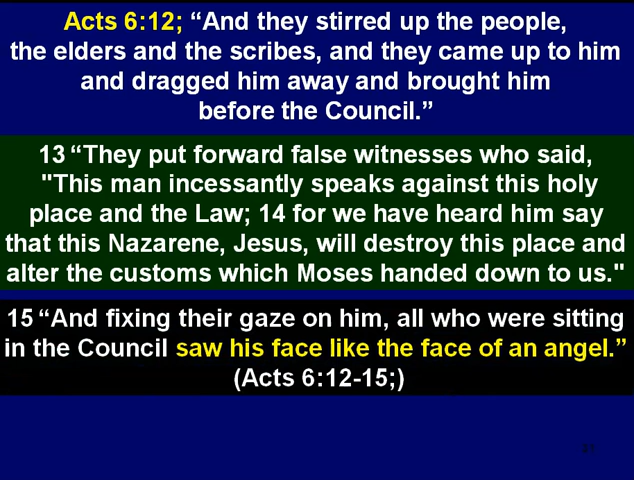 Acts 6:12; “And they stirred up the people,
the elders and the scribes, and they came up to him
and dragged him away and brought him
before the Council.”
13 “They put forward false witnesses who said,
"This man incessantly speaks against this holy
place and the Law; 14 for we have heard him say
that this Nazarene, Jesus, will destroy this place and
alter the customs which Moses handed down to us."
15 “And fixing their gaze on him, all who were sitting
in the Council saw his face like the face of an angel.”
(Acts 6:12-15;)